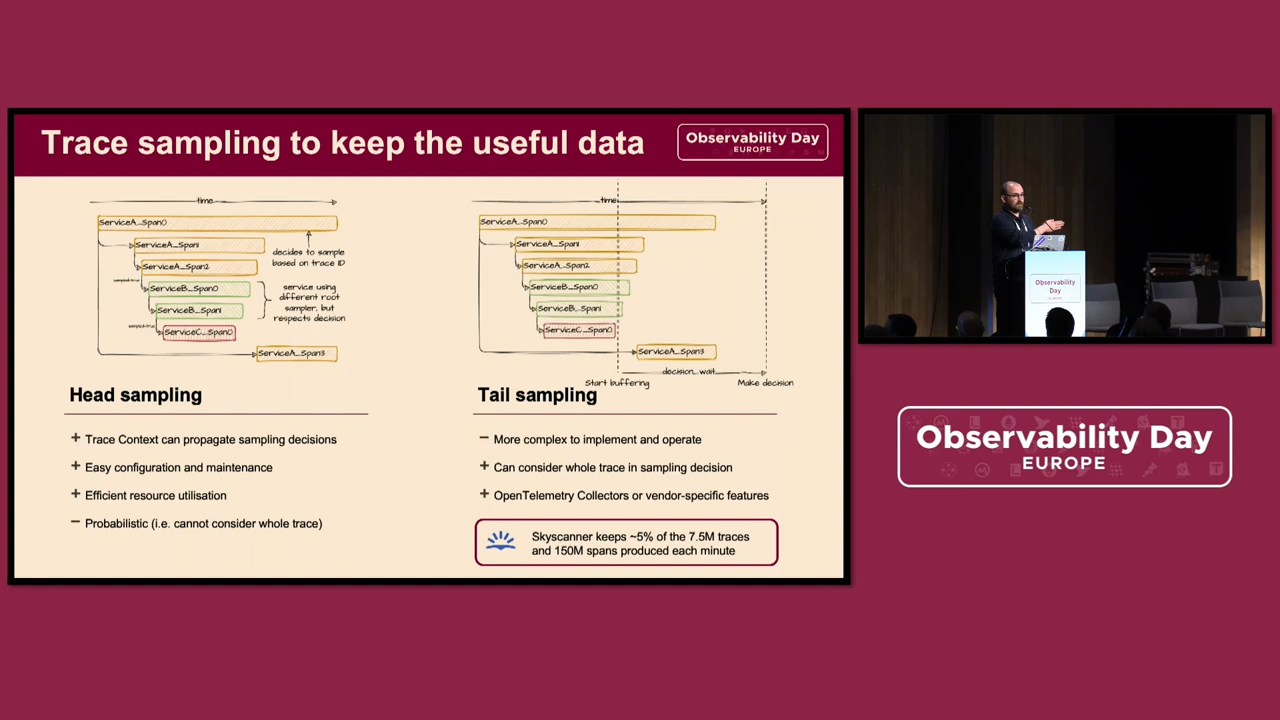 Trace sampling to keep the useful data
Observability Day
EUROPE
time
ServiceA_Span0
ServiceA_Span1
ServiceA_Span2
ServiceB_Span0
ServiceB_Span1
ServiceC_Span0
ServiceA_Span3
decides to sample
based on trace ID
sampled=true
service using
different root
sampler, but
respects decision
sampled=true
Head sampling
+ Trace Context can propagate sampling decisions
+ Easy configuration and maintenance
+ Efficient resource utilisation
− Probabilistic (i.e. cannot consider whole trace)
time
ServiceA_Span0
ServiceA_Span1
ServiceA_Span2
ServiceB_Span0
ServiceB_Span1
ServiceC_Span0
ServiceA_Span3
decision_wait
Start buffering
Make decision
Tail sampling
− More complex to implement and operate
+ Can consider whole trace in sampling decision
+ OpenTelemetry Collectors or vendor-specific features
Skyscanner keeps ~5% of the 7.5M traces
and 150M spans produced each minute
Observability
Day
Observability Day
EUROPE